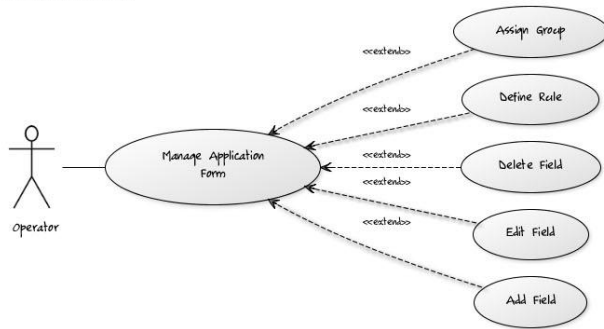 Assign Group
<<extend>>
Define Rule
<<extend>>
Manage Application
Form
<<extend>>
Delete Field
<<extend>>
Operator
<<extend>>
Edit Field
Add Field